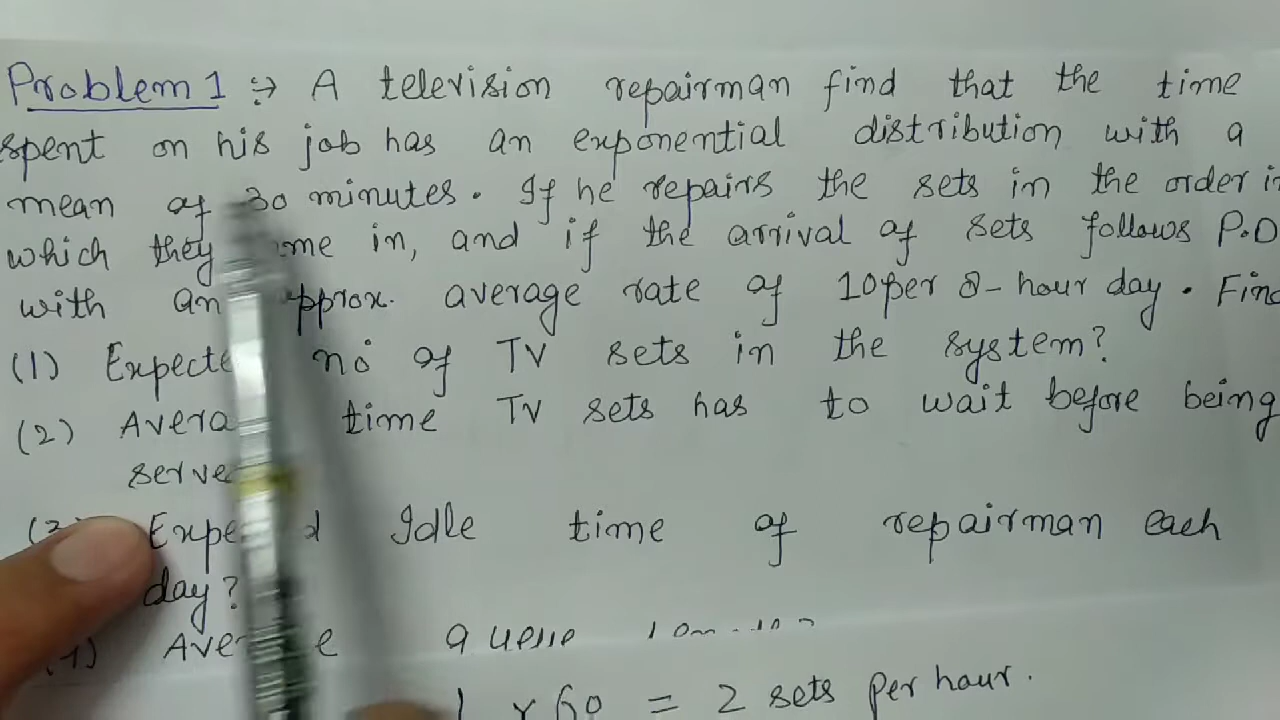 Problem 1 :→ A television repairman find that the time
spent on his job has an exponential distribution with a
mean of 30 minutes. If he repairs the sets in the order in
which they me in, and if the arrival of sets follows P.D
with an pprox. average rate of 10 per 8-hour day. Find
(1) Expecte no of TV sets in the system?
(2) Avera time TV sets has to wait before being
serve
Idle time of repairman each
day?
queue
1 x 60 = 2 sets per hour.